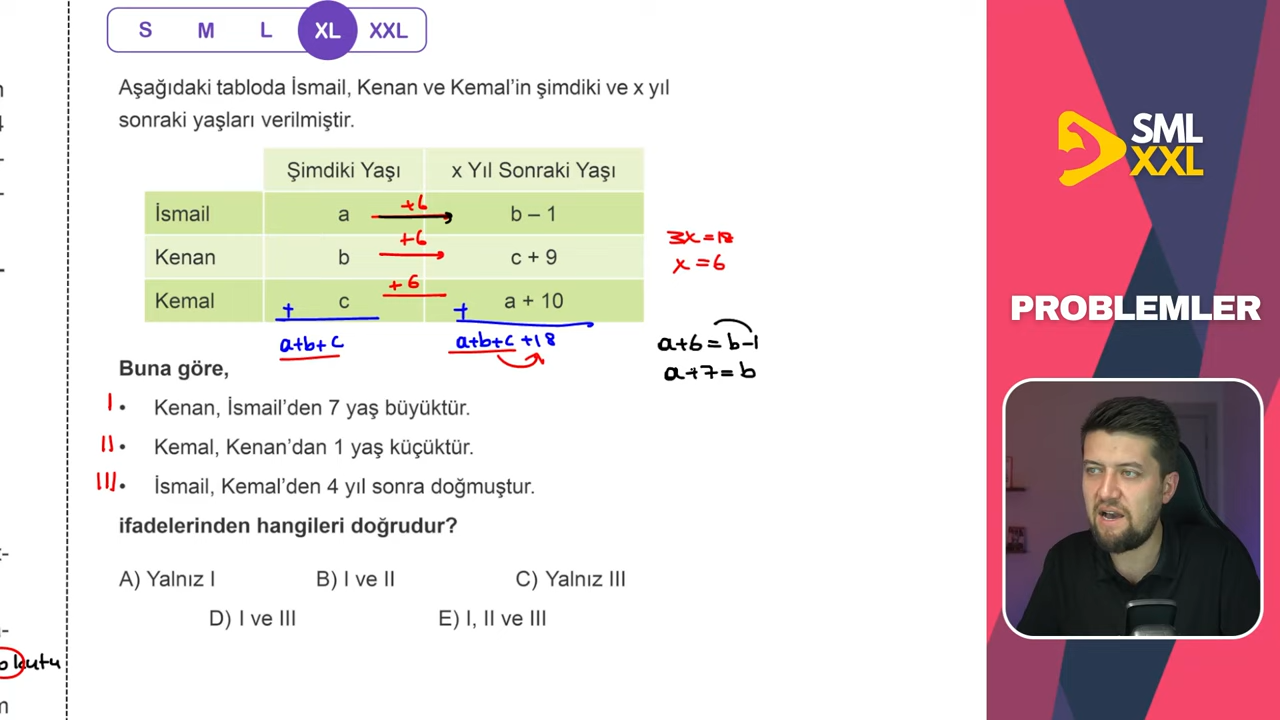 S M L XL XXL
Aşağıdaki tabloda İsmail, Kenan ve Kemal'in şimdiki ve x yıl
sonraki yaşları verilmiştir.
Şimdiki Yaşı x Yıl Sonraki Yaşı
İsmail a +6 b – 1
Kenan b +6 c + 9
Kemal c +6 a + 10
+ +
a+b+c a+b+c +18
3x=18
x=6
a+6=b-1
a+7=b
Buna göre,
I • Kenan, İsmail'den 7 yaş büyüktür.
II • Kemal, Kenan'dan 1 yaş küçüktür.
III • İsmail, Kemal'den 4 yıl sonra doğmuştur.
ifadelerinden hangileri doğrudur?
A) Yalnız I B) I ve II C) Yalnız III
D) I ve III E) I, II ve III
kutu
SML
XXL
PROBLEMLER